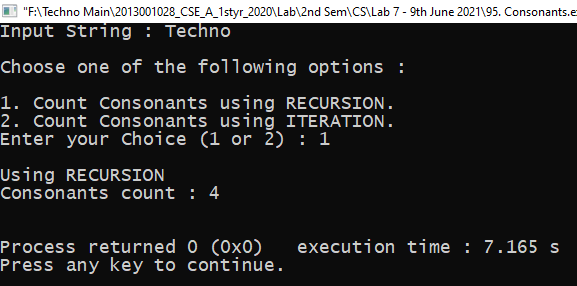 "F:\Techno Main\2013001028_CSE_A_1styr_2020\Lab\2nd Sem\CS\Lab 7 - 9th June 2021\95. Consonants.e
Input String : Techno
Choose one of the following options :
1. Count Consonants using RECURSION.
2. Count Consonants using ITERATION.
Enter your Choice (1 or 2) : 1
Using RECURSION
Consonants count : 4
Process returned 0 (0x0)   execution time : 7.165 s
Press any key to continue.